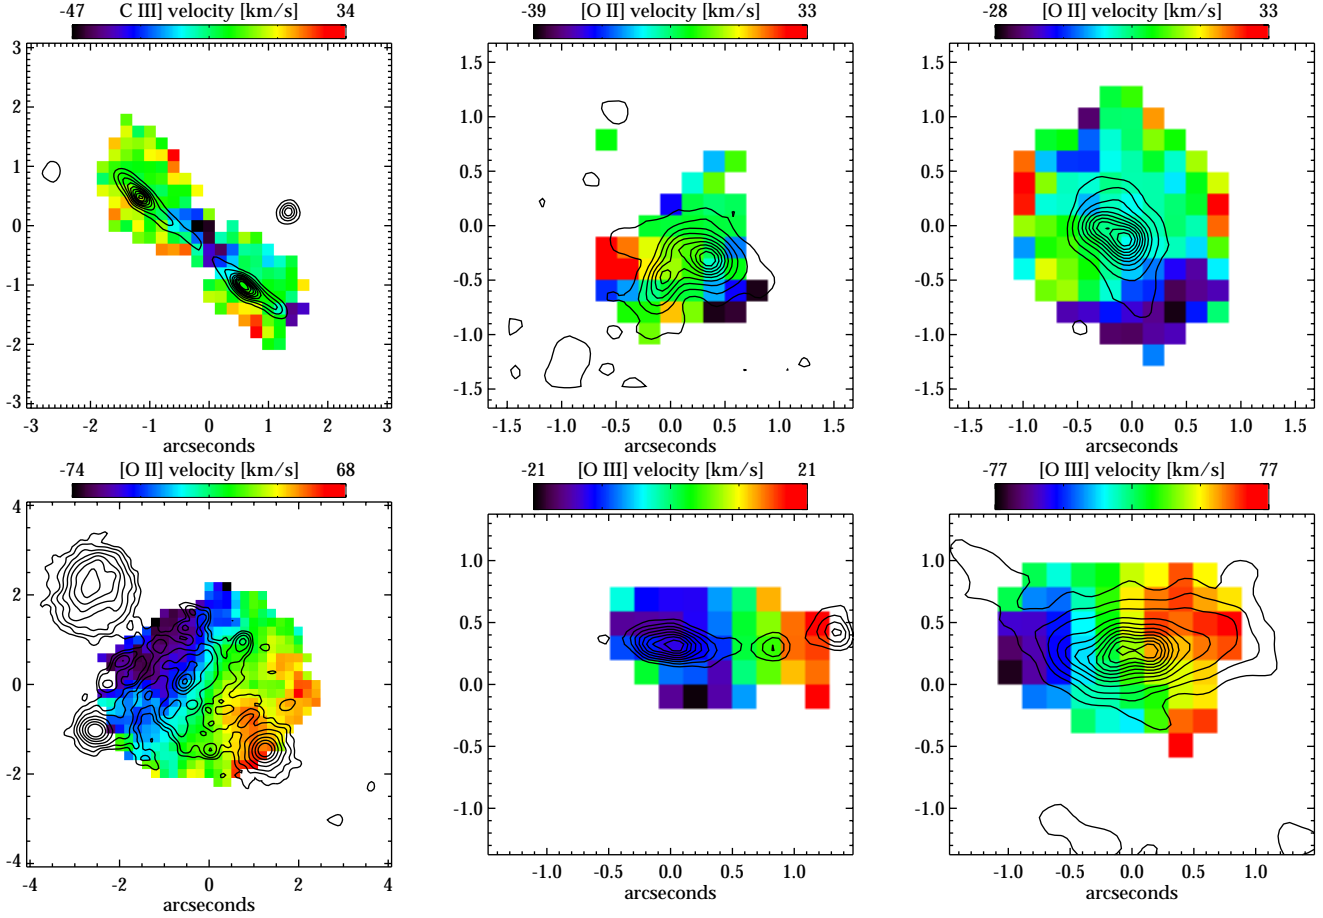 -47 C III] velocity [km/s] 34
-39 [O II] velocity [km/s] 33
-28 [O II] velocity [km/s] 33
3
2
1
0
-1
-2
-3
-3 -2 -1 0 1 2 3
arcseconds
1.5
1.0
0.5
0.0
-0.5
-1.0
-1.5
-1.5 -1.0 -0.5 0.0 0.5 1.0 1.5
arcseconds
1.5
1.0
0.5
0.0
-0.5
-1.0
-1.5
-1.5 -1.0 -0.5 0.0 0.5 1.0 1.5
arcseconds
-74 [O II] velocity [km/s] 68
-21 [O III] velocity [km/s] 21
-77 [O III] velocity [km/s] 77
4
2
0
-2
-4
-4 -2 0 2 4
arcseconds
1.0
0.5
0.0
-0.5
-1.0
-1.0 -0.5 0.0 0.5 1.0
arcseconds
1.0
0.5
0.0
-0.5
-1.0
-1.0 -0.5 0.0 0.5 1.0
arcseconds